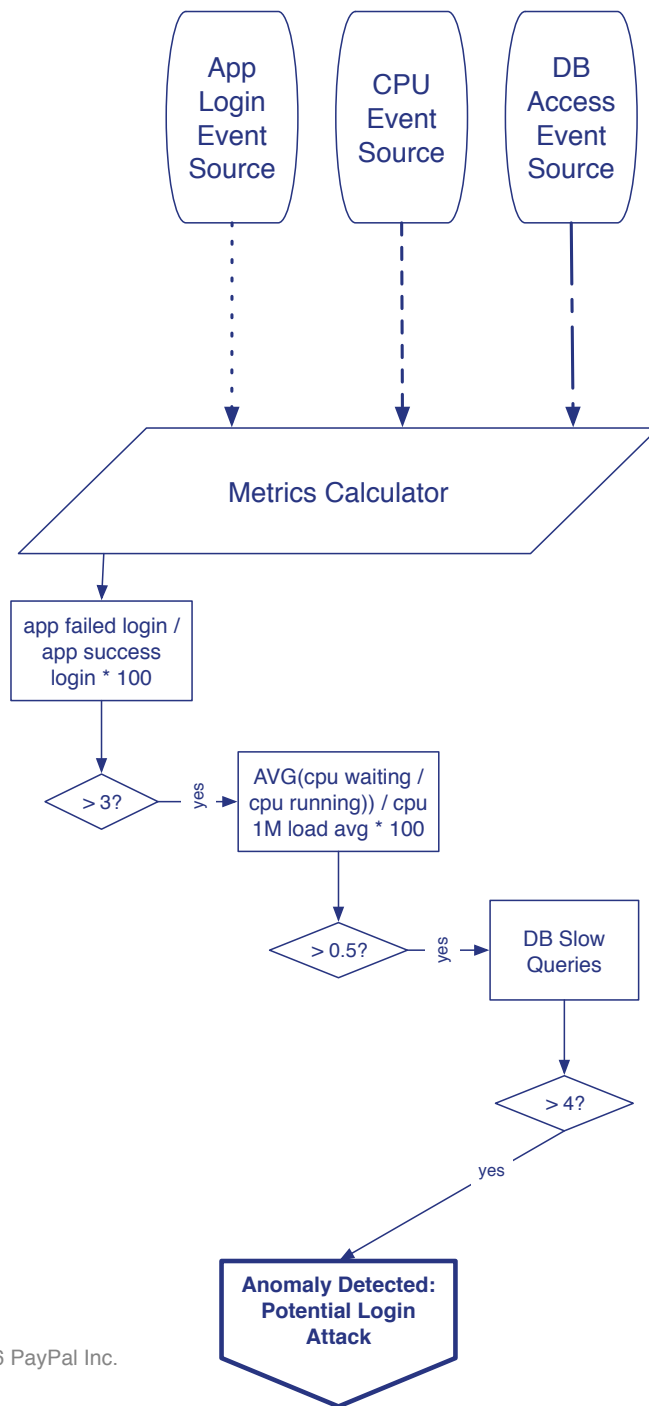 App
Login
Event
Source
CPU
Event
Source
DB
Access
Event
Source
Metrics Calculator
app failed login /
app success
login * 100
> 3?
yes
AVG(cpu waiting /
cpu running)) / cpu
1M load avg * 100
> 0.5?
yes
DB Slow
Queries
> 4?
yes
Anomaly Detected:
Potential Login
Attack
PayPal Inc.